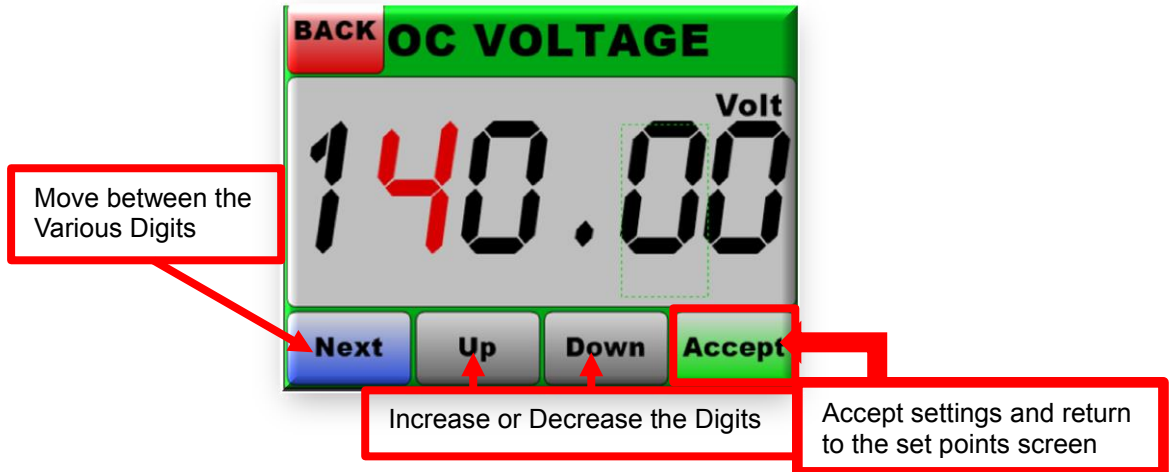 BACK OC VOLTAGE
Volt
140.00
Move between the
Various Digits
Next Up Down Accept
Increase or Decrease the Digits
Accept settings and return
to the set points screen